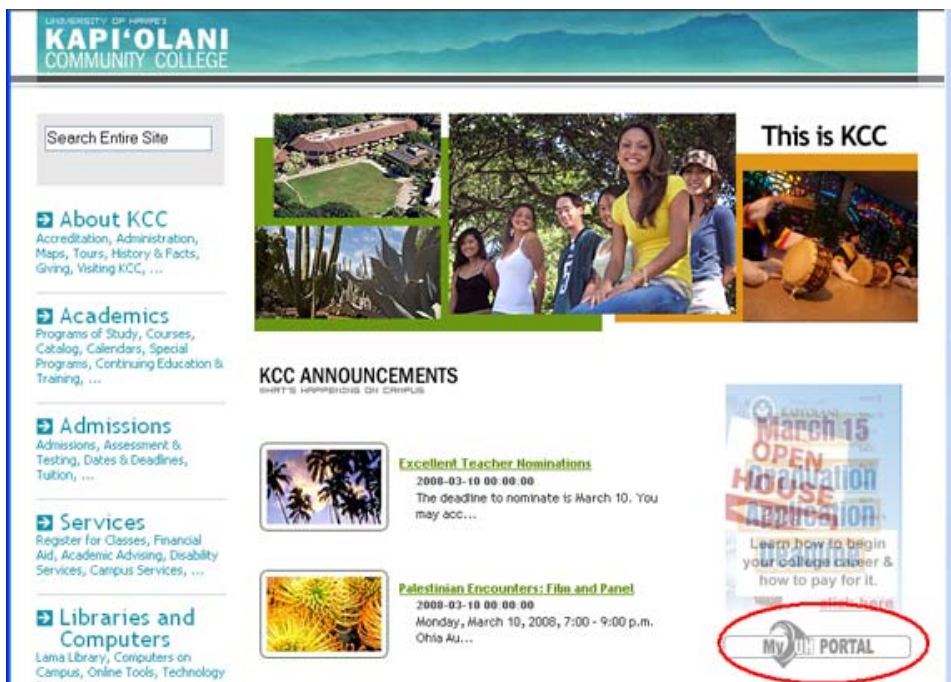 UNIVERSITY OF HAWAI'I
KAPI'OLANI
COMMUNITY COLLEGE
Search Entire Site
This is KCC
About KCC
Accreditation, Administration,
Maps, Tours, History & Facts,
Giving, Visiting KCC, ...
Academics
Programs of Study, Courses,
Catalog, Calendars, Special
Programs, Continuing Education &
Training, ...
Admissions
Admissions, Assessment &
Testing, Dates & Deadlines,
Tuition, ...
Services
Register for Classes, Financial
Aid, Academic Advising, Disability
Services, Campus Services, ...
Libraries and
Computers
Lama Library, Computers on
Campus, Online Tools, Technology
KCC ANNOUNCEMENTS
WHAT'S HAPPENING ON CAMPUS
Excellent Teacher Nominations
2008-03-10 00:00:00
The deadline to nominate is March 10. You
may acc...
Palestinian Encounters: Film and Panel
2008-03-10 00:00:00
Monday, March 10, 2008, 7:00 - 9:00 p.m.
Ohia Au...
KAPI'OLANI
March 15
OPEN
HOUSE
Graduation
Application
Deadline
Learn how to begin
your college career &
how to pay for it.
click here
My UH PORTAL